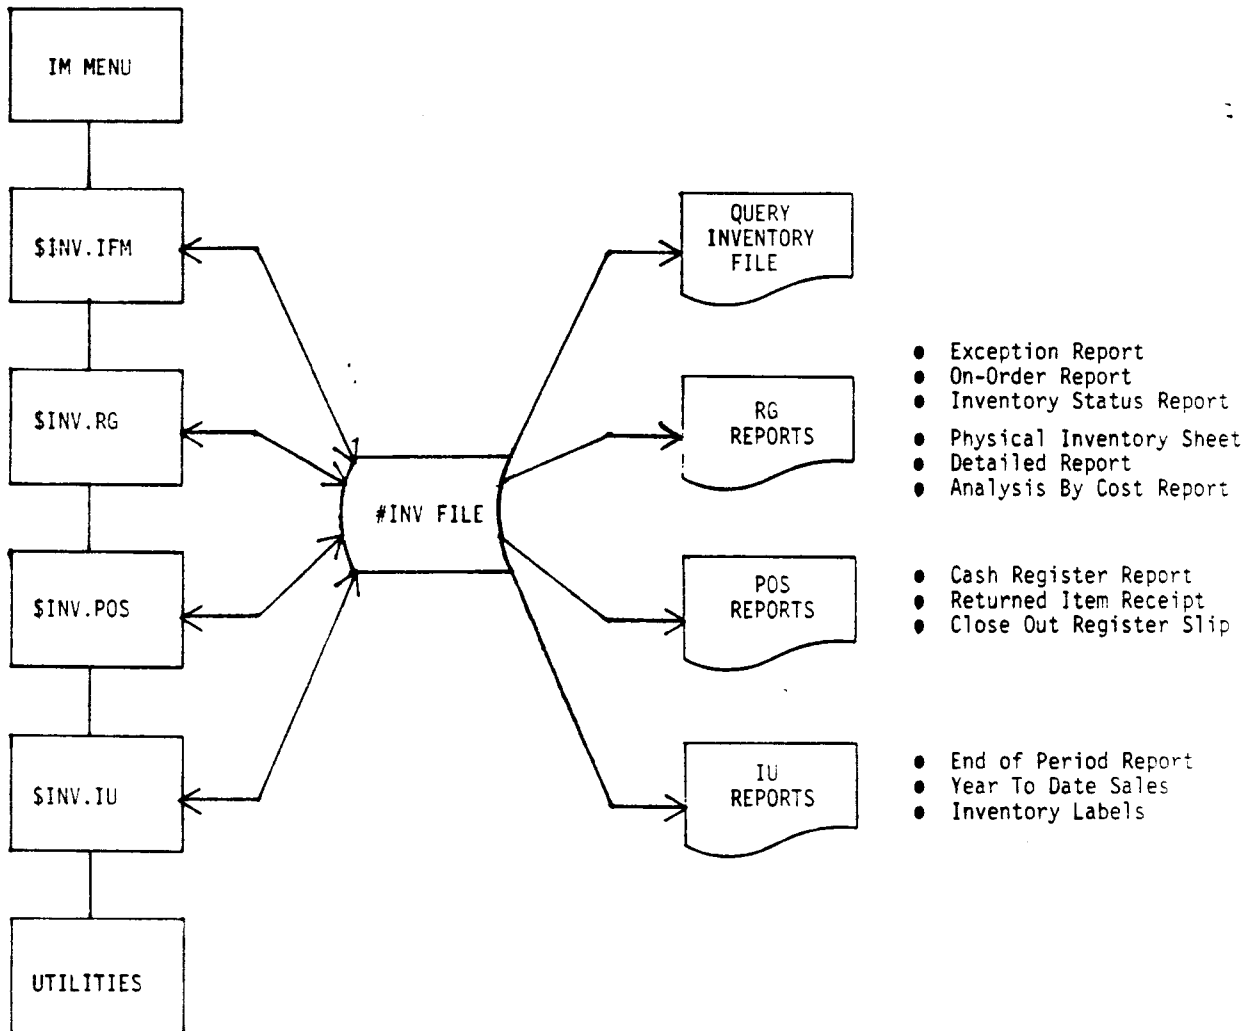 IM MENU
$INV.IFM
$INV.RG
$INV.POS
$INV.IU
UTILITIES
#INV FILE
QUERY
INVENTORY
FILE
RG
REPORTS
POS
REPORTS
IU
REPORTS
● Exception Report
● On-Order Report
● Inventory Status Report
● Physical Inventory Sheet
● Detailed Report
● Analysis By Cost Report
● Cash Register Report
● Returned Item Receipt
● Close Out Register Slip
● End of Period Report
● Year To Date Sales
● Inventory Labels